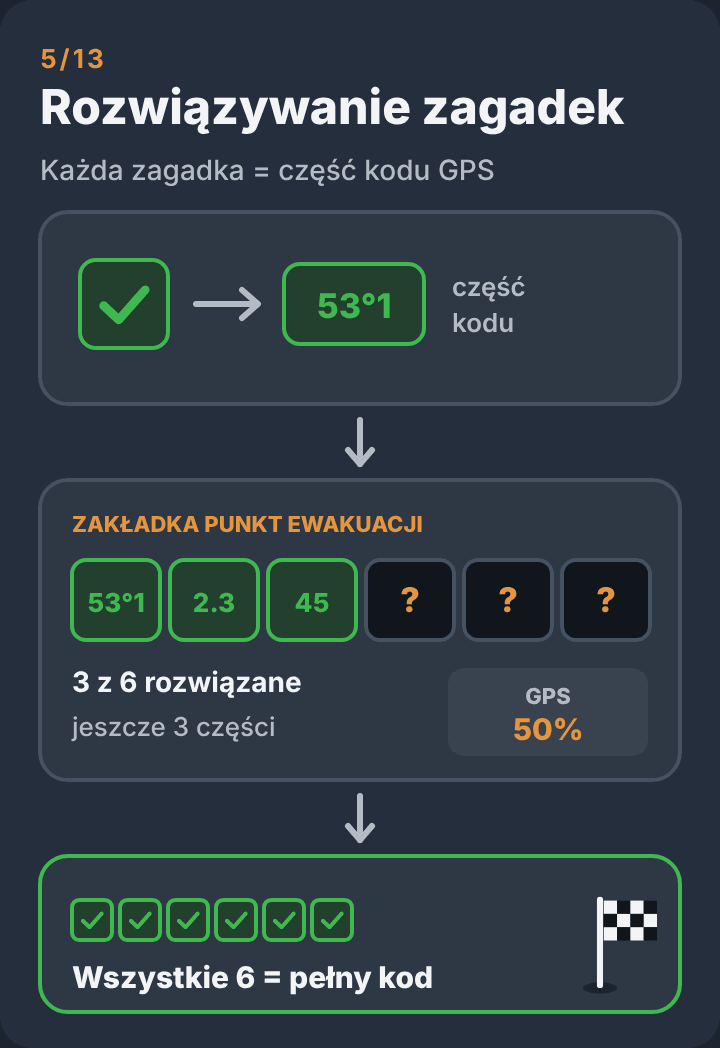 5/13
Rozwiązywanie zagadek
Każda zagadka = część kodu GPS
53°1
część
kodu
ZAKŁADKA PUNKT EWAKUACJI
53°1 2.3 45 ? ? ?
3 z 6 rozwiązane
jeszcze 3 części
GPS
50%
Wszystkie 6 = pełny kod